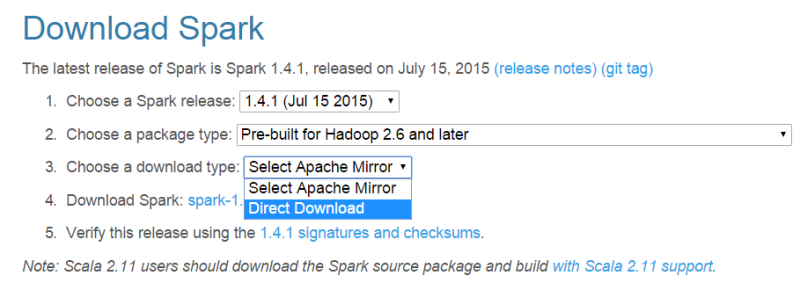 Download Spark
The latest release of Spark is Spark 1.4.1, released on July 15, 2015 (release notes) (git tag)
1. Choose a Spark release: 1.4.1 (Jul 15 2015)
2. Choose a package type: Pre-built for Hadoop 2.6 and later
3. Choose a download type: Select Apache Mirror
Select Apache Mirror
4. Download Spark: spark-1. Direct Download
5. Verify this release using the 1.4.1 signatures and checksums.
Note: Scala 2.11 users should download the Spark source package and build with Scala 2.11 support.